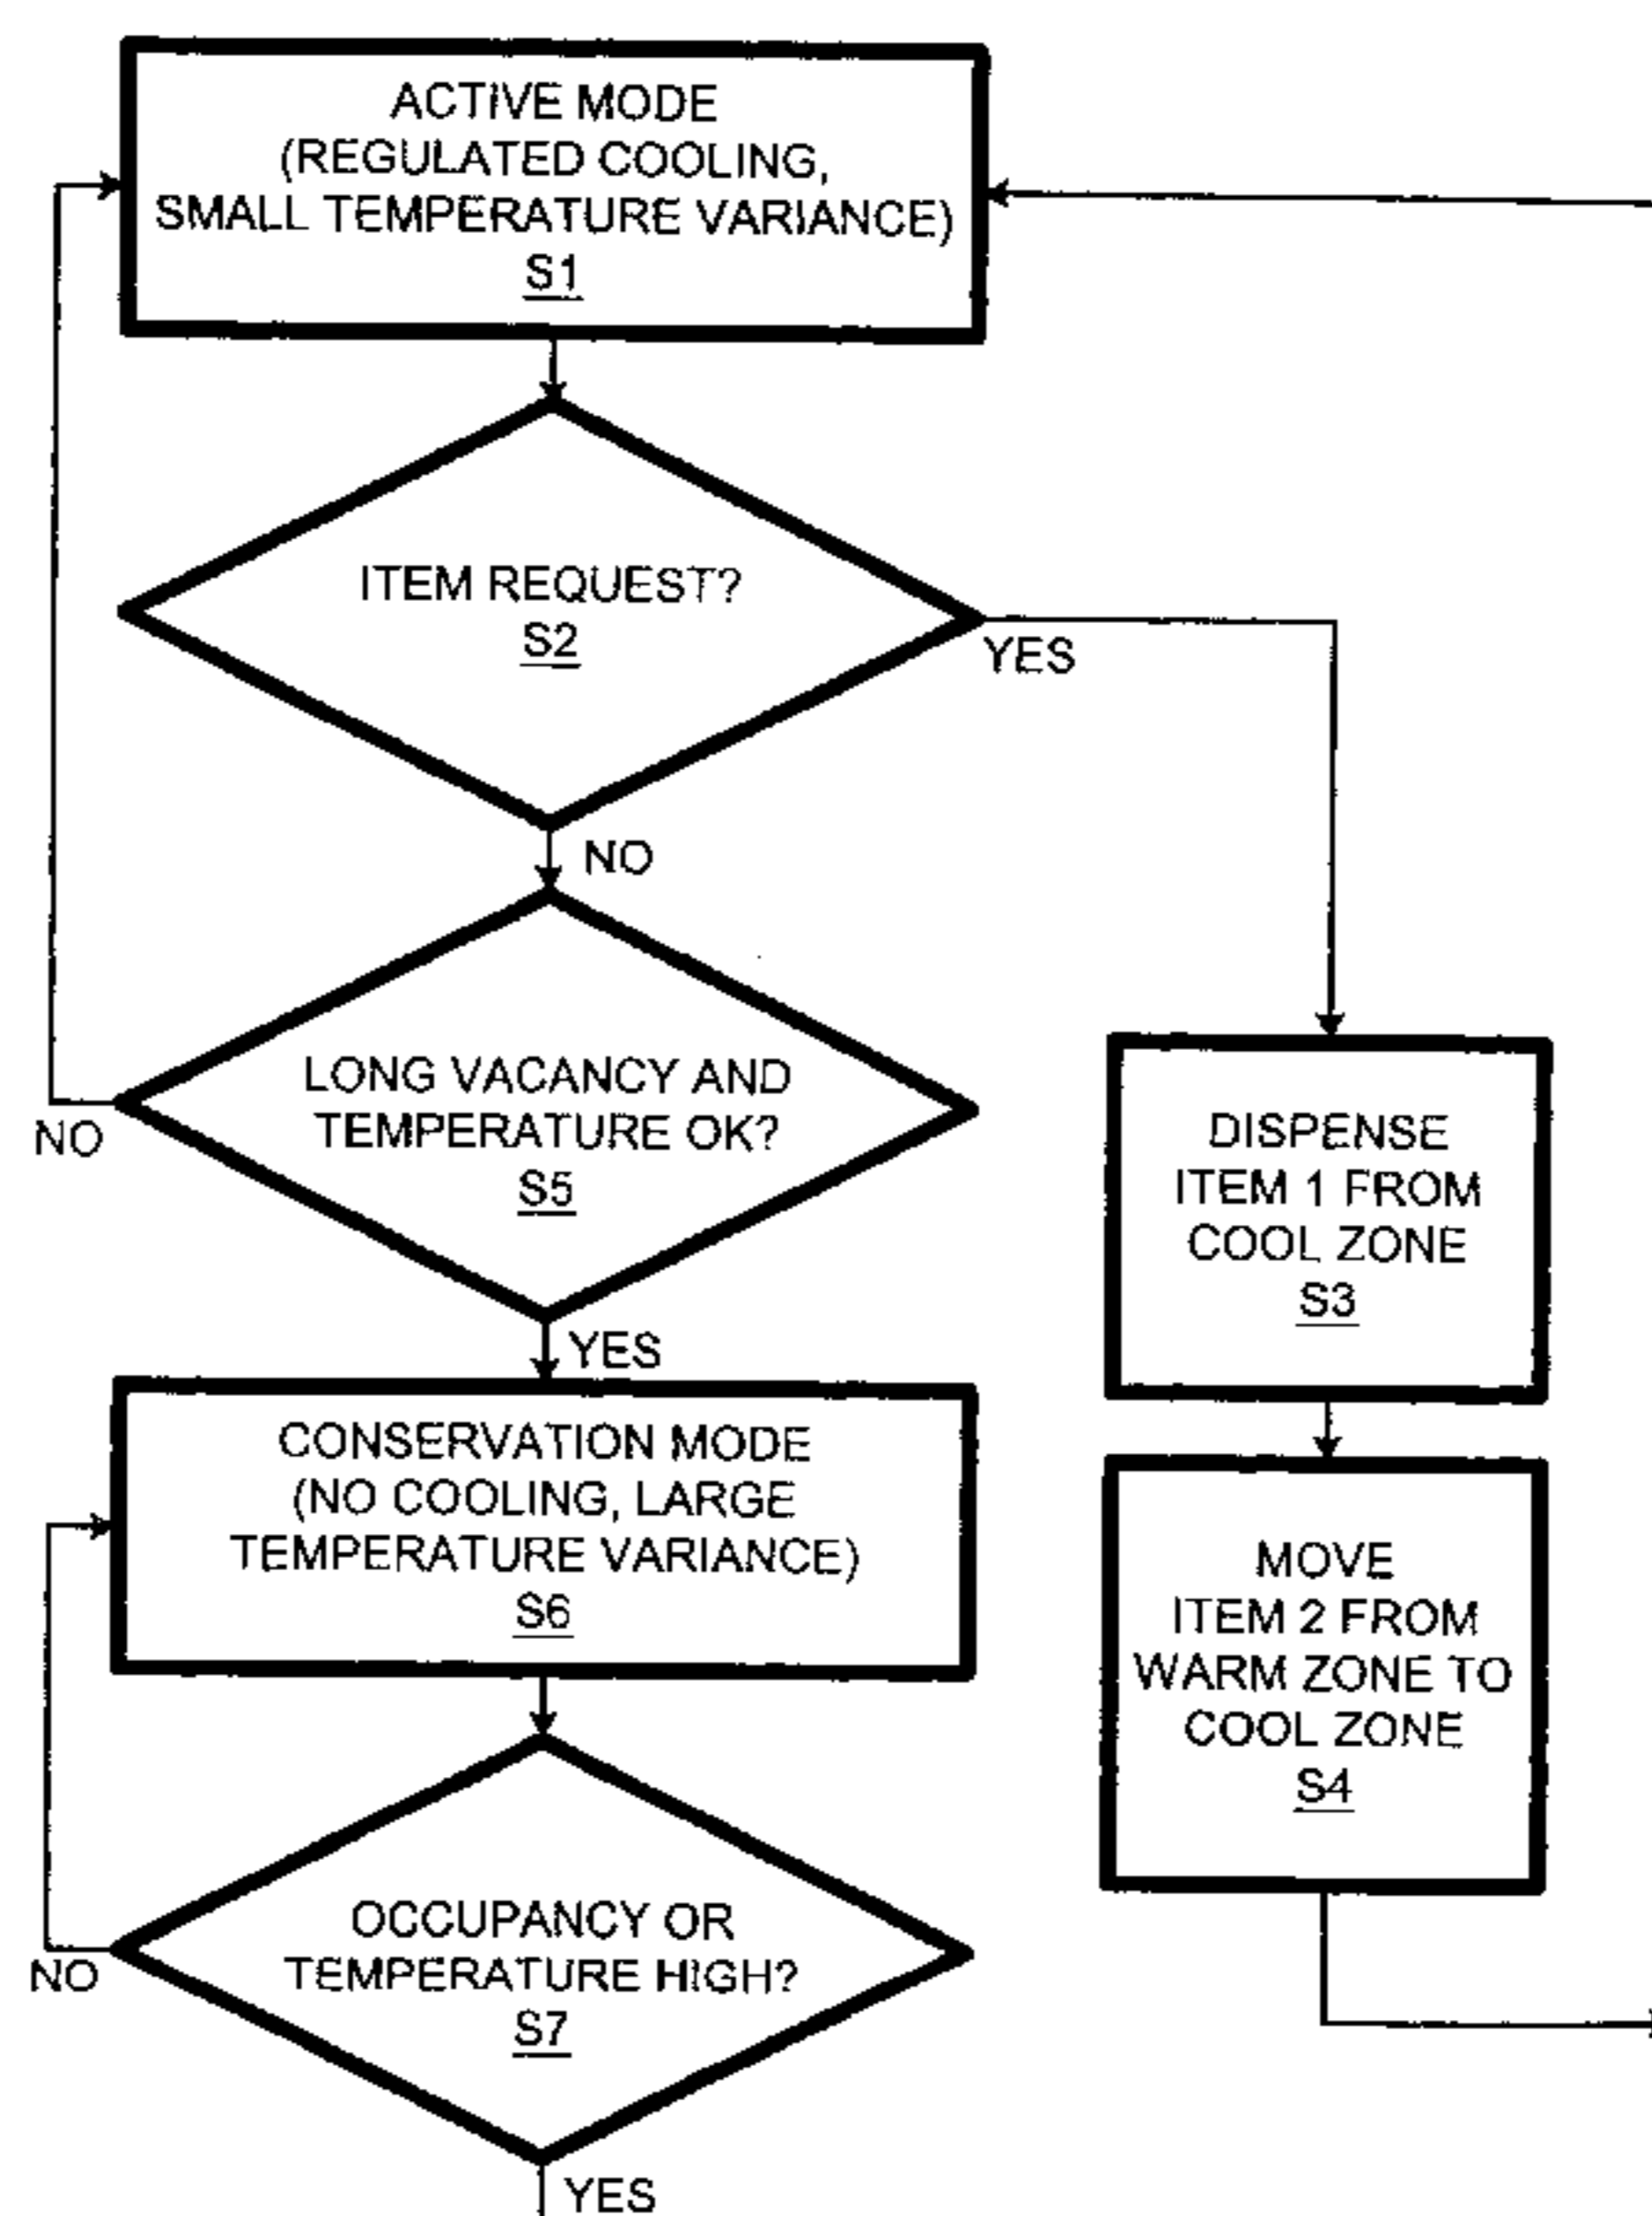 ACTIVE MODE
(REGULATED COOLING,
SMALL TEMPERATURE VARIANCE)
S1
ITEM REQUEST?
S2
YES
NO
LONG VACANCY AND
TEMPERATURE OK?
S5
NO
YES
DISPENSE
ITEM 1 FROM
COOL ZONE
S3
CONSERVATION MODE
(NO COOLING, LARGE
TEMPERATURE VARIANCE)
S6
MOVE
ITEM 2 FROM
WARM ZONE TO
COOL ZONE
S4
OCCUPANCY OR
TEMPERATURE HIGH?
S7
NO
YES